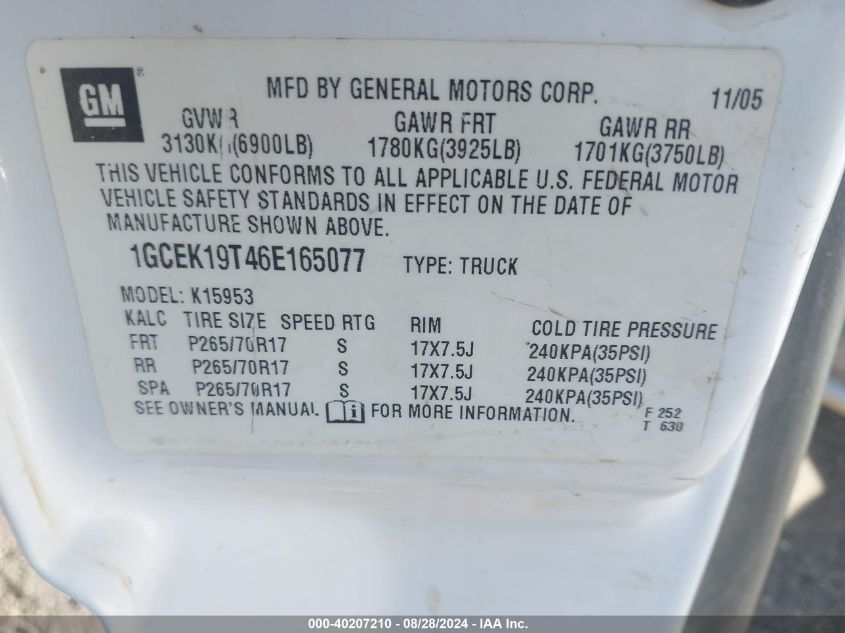 GM ®
MFD BY GENERAL MOTORS CORP. 11/05
GVWR GAWR FRT GAWR RR
3130KG(6900LB) 1780KG(3925LB) 1701KG(3750LB)
THIS VEHICLE CONFORMS TO ALL APPLICABLE U.S. FEDERAL MOTOR
VEHICLE SAFETY STANDARDS IN EFFECT ON THE DATE OF
MANUFACTURE SHOWN ABOVE.
1GCEK19T46E165077 TYPE: TRUCK
MODEL: K15953
KALC TIRE SIZE SPEED RTG RIM COLD TIRE PRESSURE
FRT P265/70R17 S 17X7.5J 240KPA(35PSI)
RR P265/70R17 S 17X7.5J 240KPA(35PSI)
SPA P265/70R17 S 17X7.5J 240KPA(35PSI)
SEE OWNER'S MANUAL FOR MORE INFORMATION.
F 252
T 630
000-40207210 - 08/28/2024 - IAA Inc.